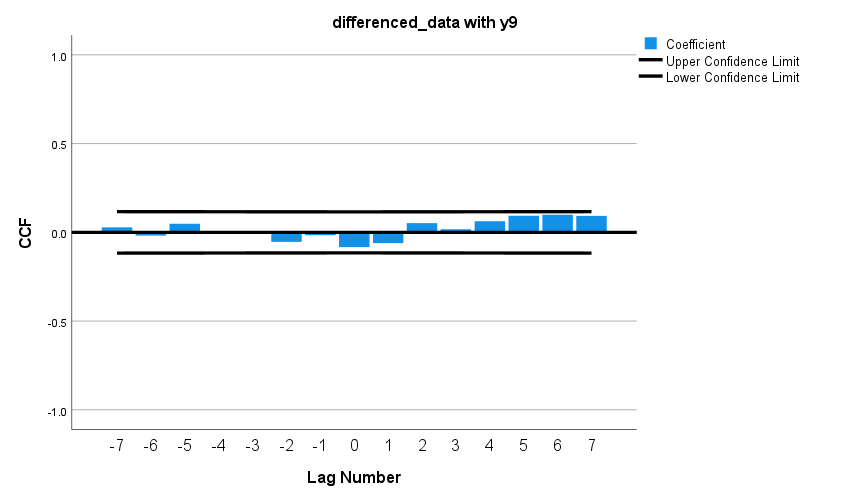 differenced_data with y9
Coefficient
Upper Confidence Limit
Lower Confidence Limit
1.0
0.5
0.0
-0.5
-1.0
CCF
-7 -6 -5 -4 -3 -2 -1 0 1 2 3 4 5 6 7
Lag Number